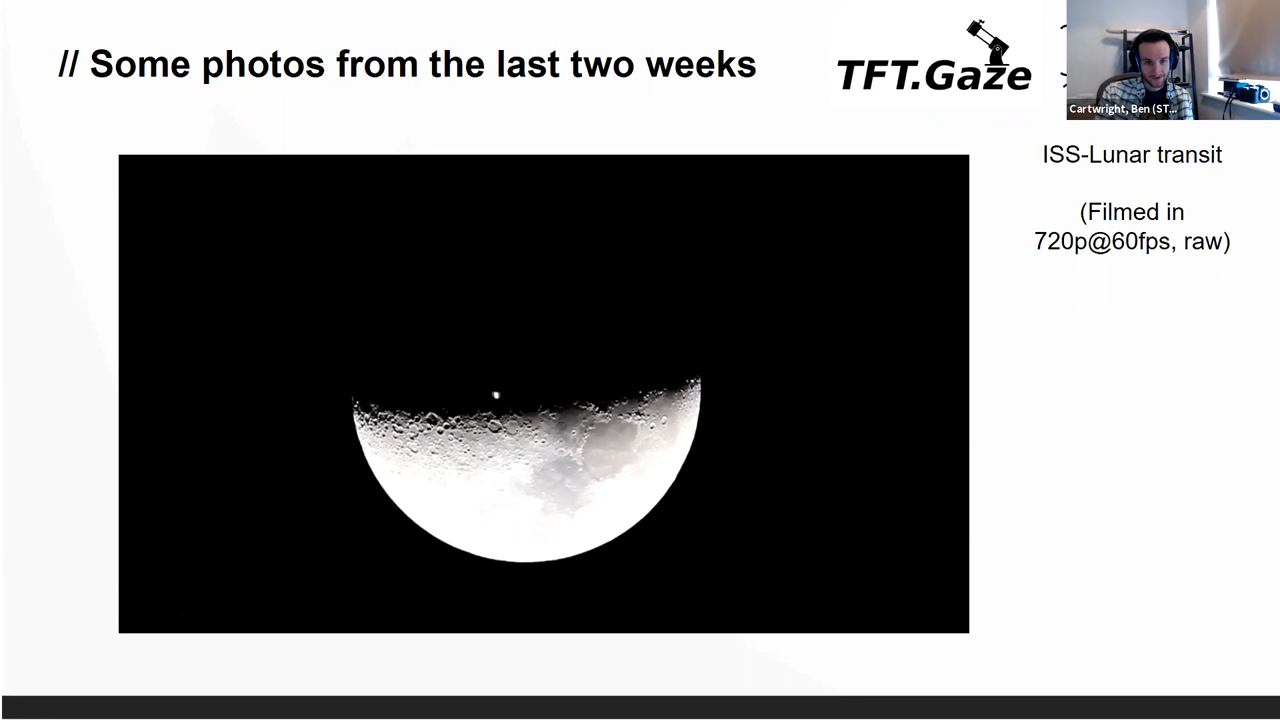 // Some photos from the last two weeks
TFT.Gaze
Cartwright, Ben (ST...
ISS-Lunar transit
(Filmed in
720p@60fps, raw)